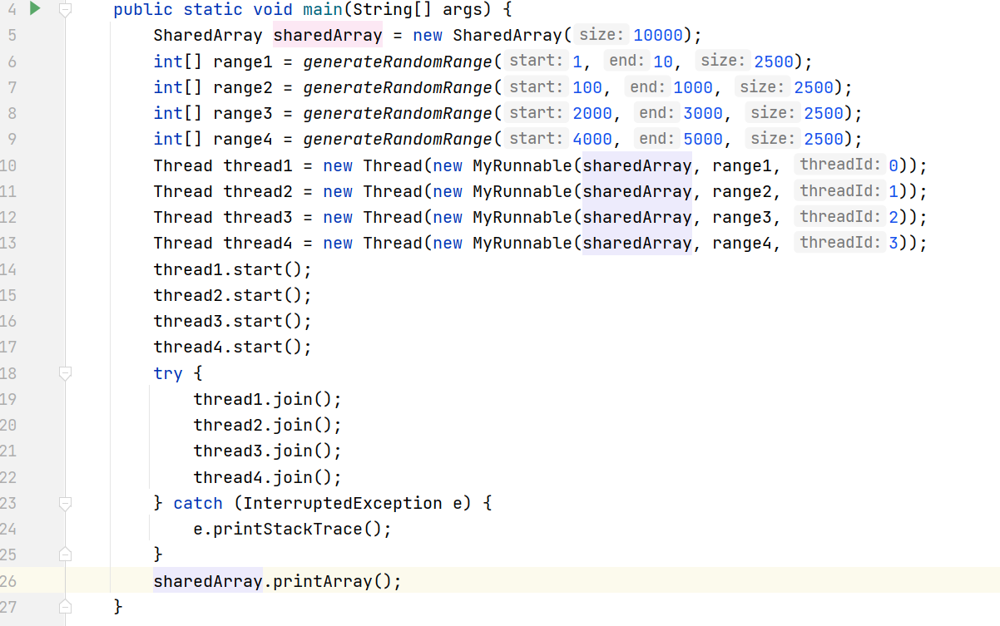 4 public static void main(String[] args) {
5 SharedArray sharedArray = new SharedArray( size: 10000);
6 int[] range1 = generateRandomRange( start: 1, end: 10, size: 2500);
7 int[] range2 = generateRandomRange( start: 100, end: 1000, size: 2500);
8 int[] range3 = generateRandomRange( start: 2000, end: 3000, size: 2500);
9 int[] range4 = generateRandomRange( start: 4000, end: 5000, size: 2500);
10 Thread thread1 = new Thread(new MyRunnable(sharedArray, range1, threadId: 0));
11 Thread thread2 = new Thread(new MyRunnable(sharedArray, range2, threadId: 1));
12 Thread thread3 = new Thread(new MyRunnable(sharedArray, range3, threadId: 2));
13 Thread thread4 = new Thread(new MyRunnable(sharedArray, range4, threadId: 3));
14 thread1.start();
15 thread2.start();
16 thread3.start();
17 thread4.start();
18 try {
19 thread1.join();
20 thread2.join();
21 thread3.join();
22 thread4.join();
23 } catch (InterruptedException e) {
24 e.printStackTrace();
25 }
26 sharedArray.printArray();
27 }